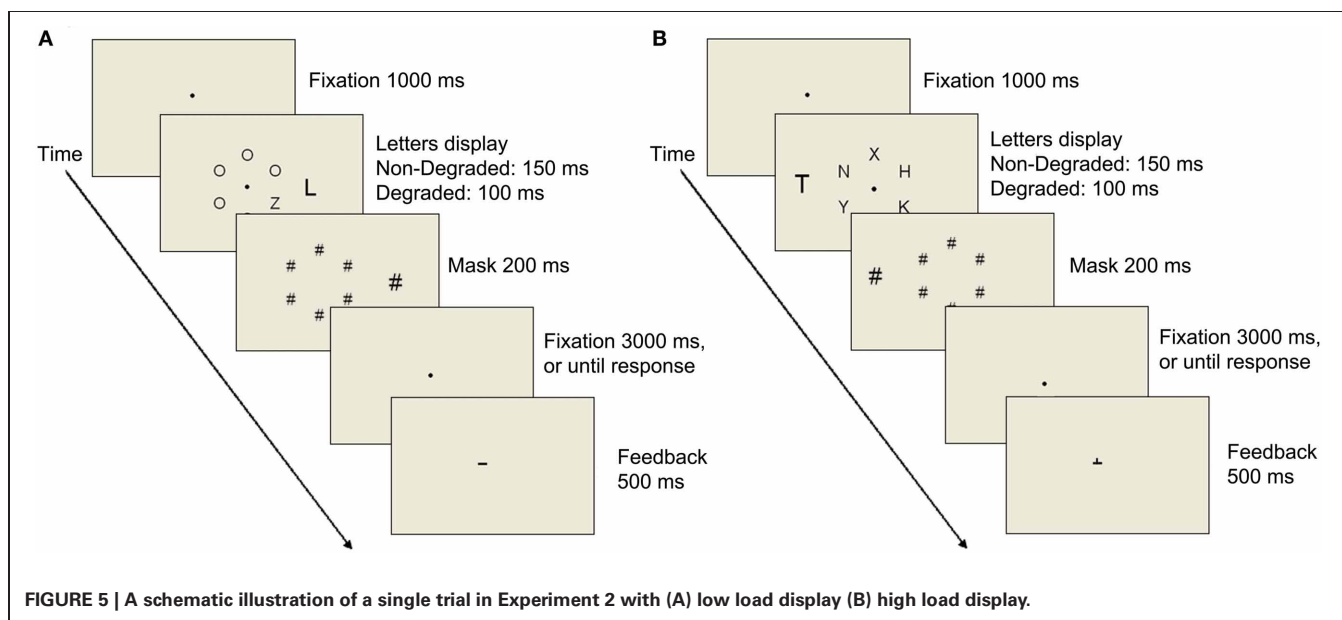 A
Fixation 1000 ms
Time
Letters display
Non-Degraded: 150 ms
Degraded: 100 ms
O
O O
L
O Z
Mask 200 ms
#
# #
#
# #
#
Fixation 3000 ms,
or until response
Feedback
500 ms
B
Fixation 1000 ms
Time
Letters display
Non-Degraded: 150 ms
Degraded: 100 ms
X
N H
T
Y K
Mask 200 ms
#
# #
#
# #
#
Fixation 3000 ms,
or until response
Feedback
500 ms
FIGURE 5 | A schematic illustration of a single trial in Experiment 2 with (A) low load display (B) high load display.